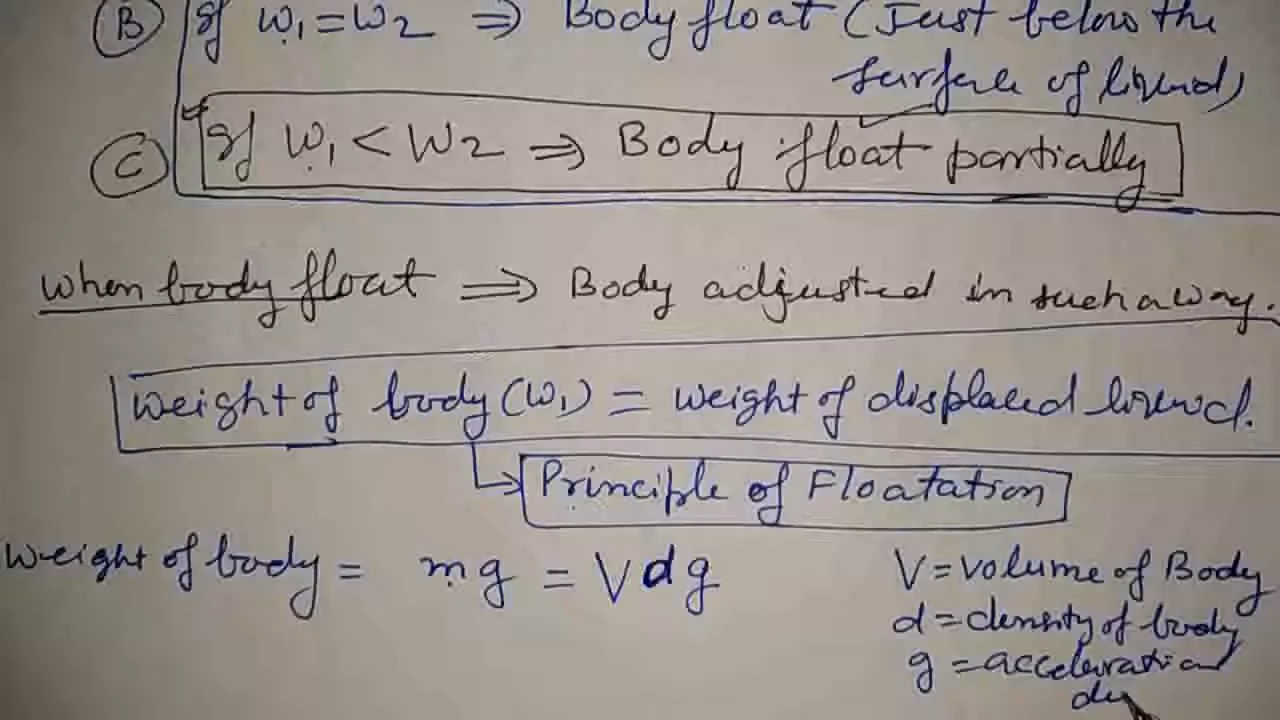 B If W1 = W2 ⇒ Body float (Just below the
surface of liquid)
C If W1 < W2 ⇒ Body float partially
When body float ⇒ Body adjusted in such a way.
Weight of body (W1) = weight of displaced liquid.
Principle of Floatation
Weight of body = mg = Vdg
V = volume of Body
d = density of body
g = acceleration